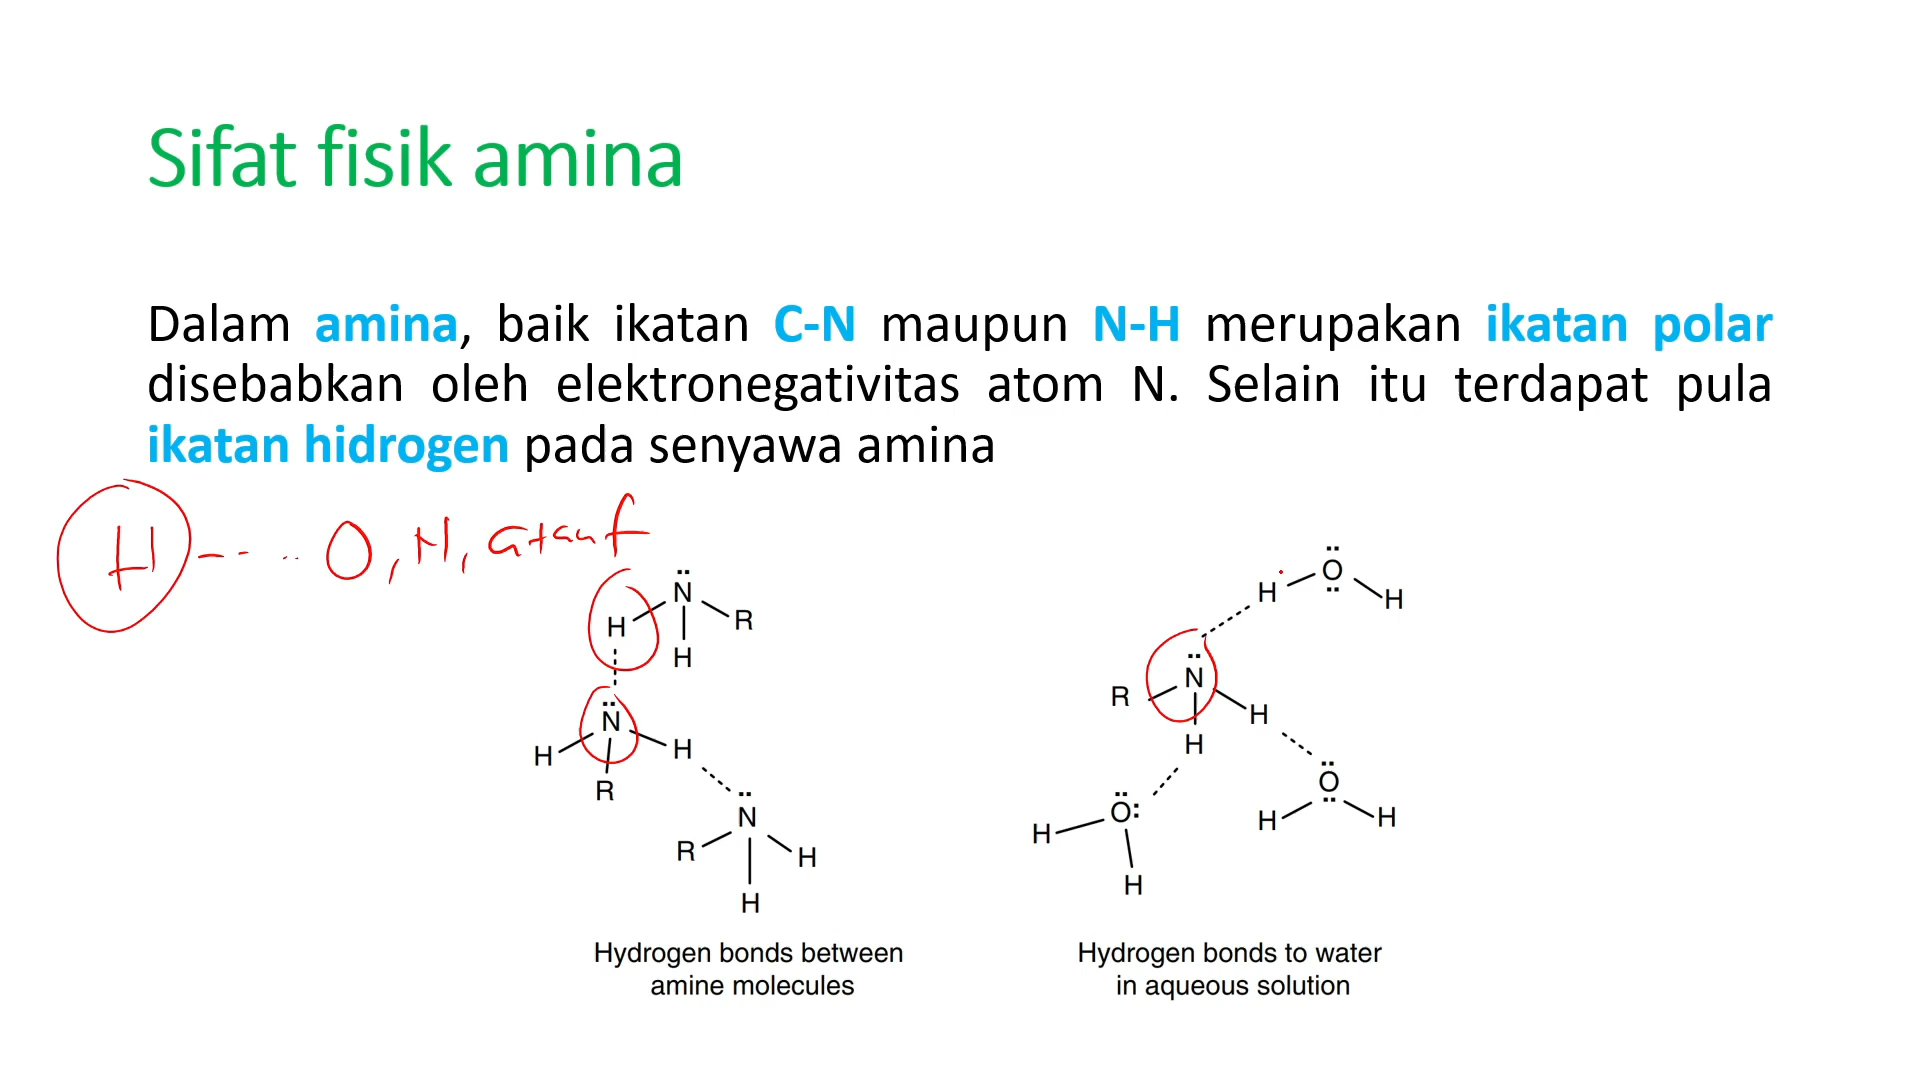 Sifat fisik amina
Dalam amina, baik ikatan C-N maupun N-H merupakan ikatan polar
disebabkan oleh elektronegativitas atom N. Selain itu terdapat pula
ikatan hidrogen pada senyawa amina
H ---- O, N, atau f
N
H R
H
N
H H
R
N
R H
H
Hydrogen bonds between
amine molecules
O
H H
N
R H
H
O
H H
O:
H
H
Hydrogen bonds to water
in aqueous solution